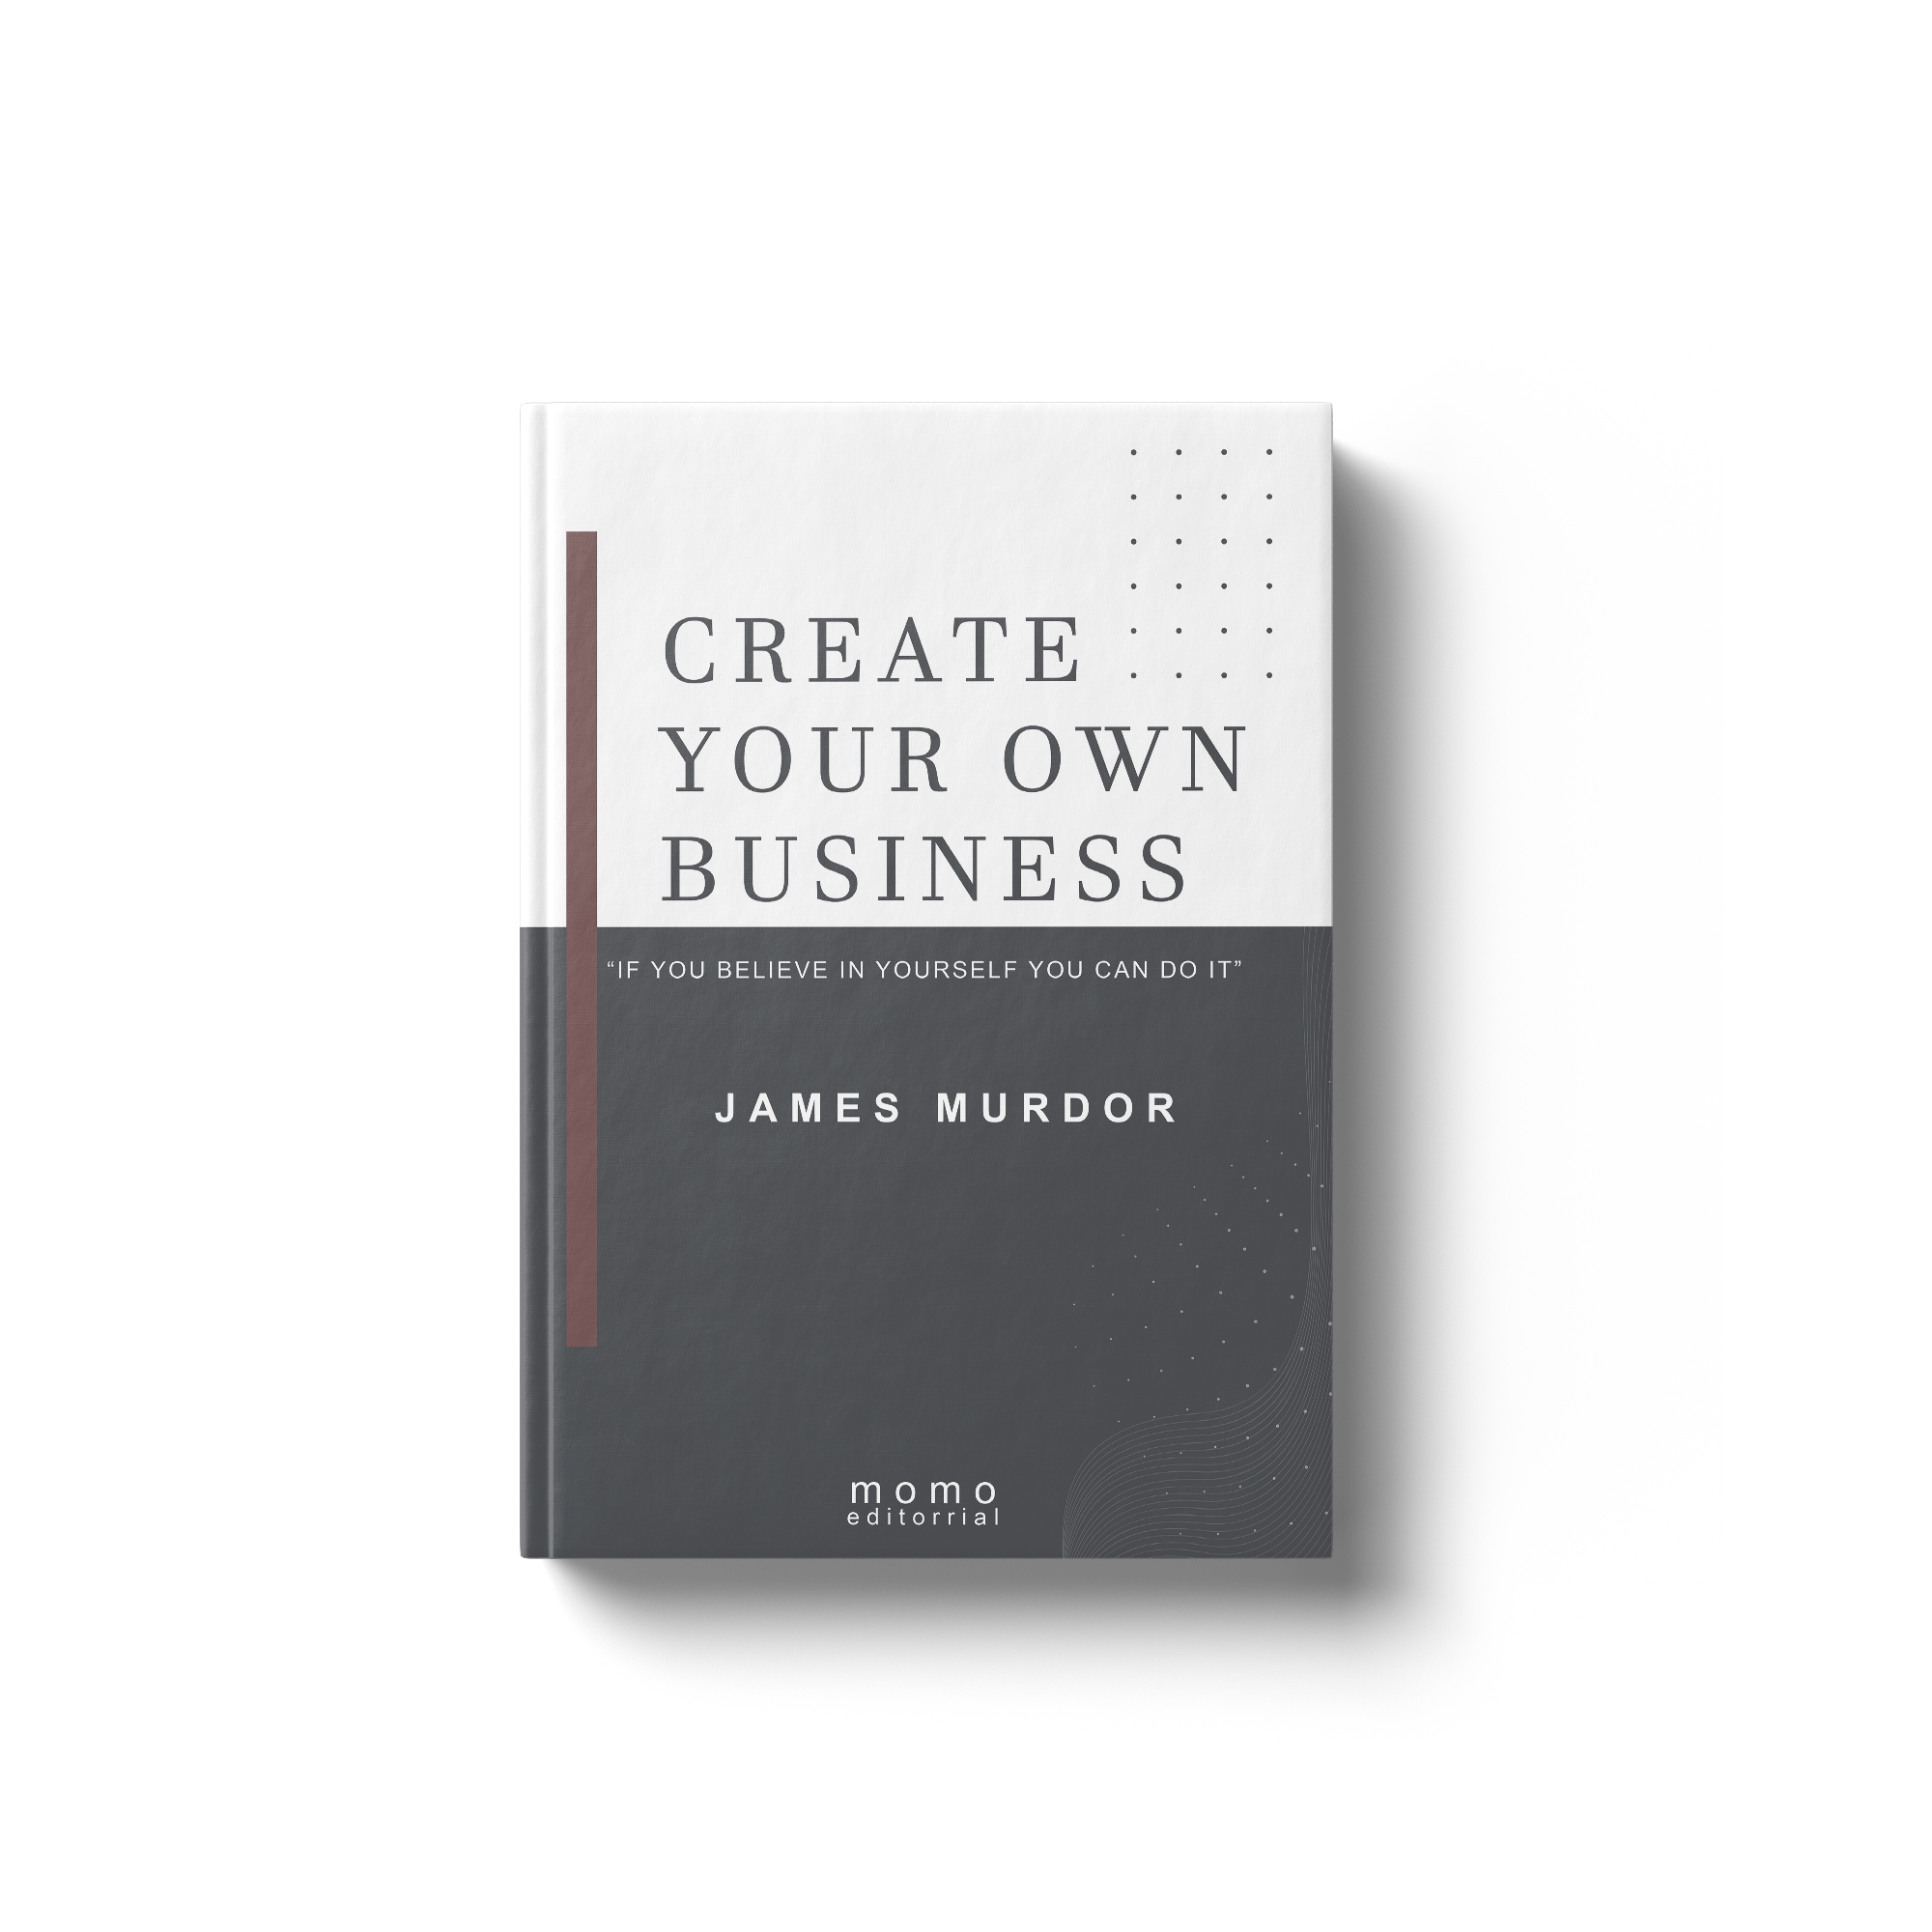 CREATE
YOUR OWN
BUSINESS
“IF YOU BELIEVE IN YOURSELF YOU CAN DO IT”
JAMES MURDOR
momo
editorrial